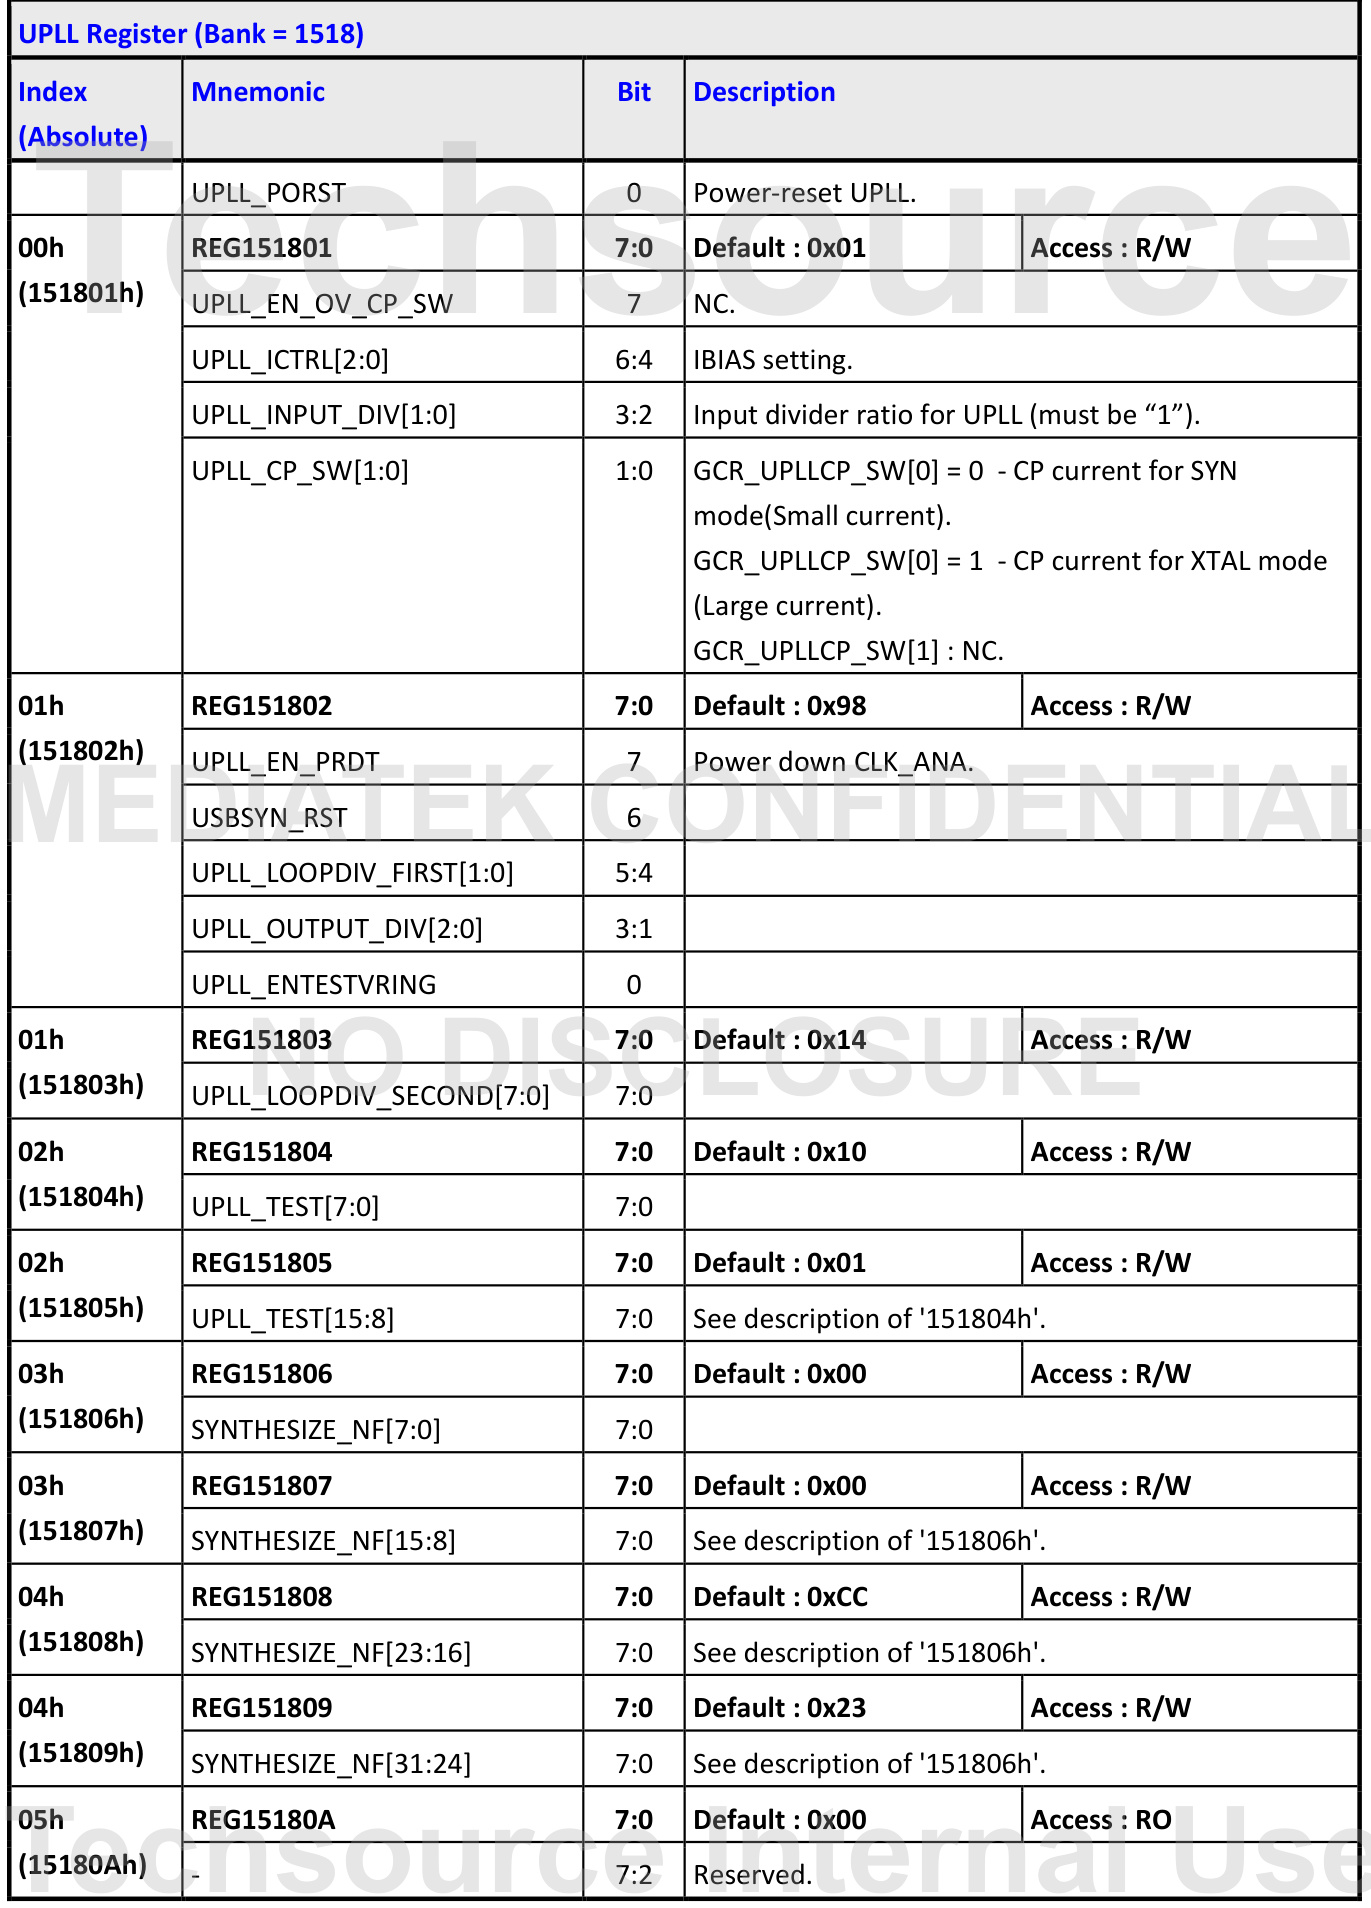 UPLL Register (Bank = 1518)
Index (Absolute) Mnemonic Bit Description
UPLL_PORST 0 Power-reset UPLL.
Techsource
00h (151801h) REG151801 7:0 Default : 0x01 Access : R/W
UPLL_EN_OV_CP_SW 7 NC.
UPLL_ICTRL[2:0] 6:4 IBIAS setting.
UPLL_INPUT_DIV[1:0] 3:2 Input divider ratio for UPLL (must be “1”).
UPLL_CP_SW[1:0] 1:0 GCR_UPLLCP_SW[0] = 0  - CP current for SYN
mode(Small current).
GCR_UPLLCP_SW[0] = 1  - CP current for XTAL mode
(Large current).
GCR_UPLLCP_SW[1] : NC.
01h (151802h) REG151802 7:0 Default : 0x98 Access : R/W
UPLL_EN_PRDT 7 Power down CLK_ANA.
MEDIATEK CONFIDENTIAL
USBSYN_RST 6
UPLL_LOOPDIV_FIRST[1:0] 5:4
UPLL_OUTPUT_DIV[2:0] 3:1
UPLL_ENTESTVRING 0
01h (151803h) REG151803 7:0 Default : 0x14 Access : R/W
NO DISCLOSURE
UPLL_LOOPDIV_SECOND[7:0] 7:0
02h (151804h) REG151804 7:0 Default : 0x10 Access : R/W
UPLL_TEST[7:0] 7:0
02h (151805h) REG151805 7:0 Default : 0x01 Access : R/W
UPLL_TEST[15:8] 7:0 See description of '151804h'.
03h (151806h) REG151806 7:0 Default : 0x00 Access : R/W
SYNTHESIZE_NF[7:0] 7:0
03h (151807h) REG151807 7:0 Default : 0x00 Access : R/W
SYNTHESIZE_NF[15:8] 7:0 See description of '151806h'.
04h (151808h) REG151808 7:0 Default : 0xCC Access : R/W
SYNTHESIZE_NF[23:16] 7:0 See description of '151806h'.
04h (151809h) REG151809 7:0 Default : 0x23 Access : R/W
SYNTHESIZE_NF[31:24] 7:0 See description of '151806h'.
05h (15180Ah) REG15180A 7:0 Default : 0x00 Access : RO
Techsource Internal Use
- 7:2 Reserved.